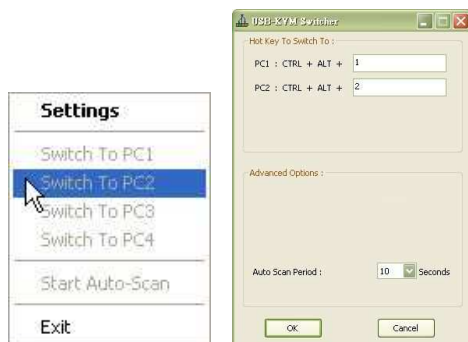 Settings
Switch To PC1
Switch To PC2
Switch To PC3
Switch To PC4
Start Auto-Scan
Exit
USB-KVM Switcher
Hot Key To Switch To :
PC1 : CTRL + ALT + 1
PC2 : CTRL + ALT + 2
Advanced Options :
Auto Scan Period : 10 Seconds
OK Cancel